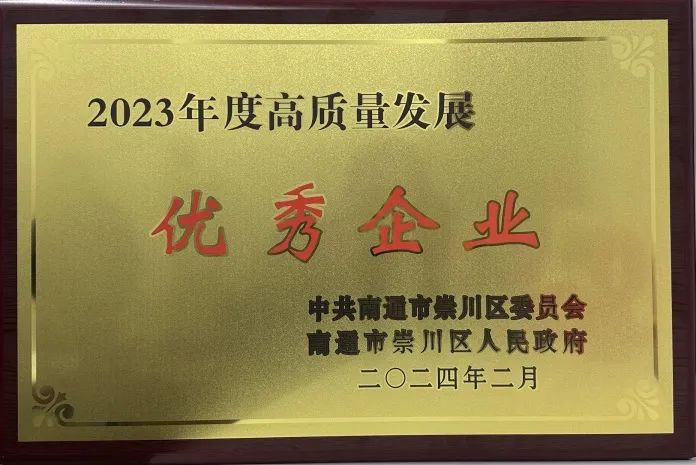 2023年度高质量发展
优秀企业
中共南通市崇川区委员会
南通市崇川区人民政府
二〇二四年二月